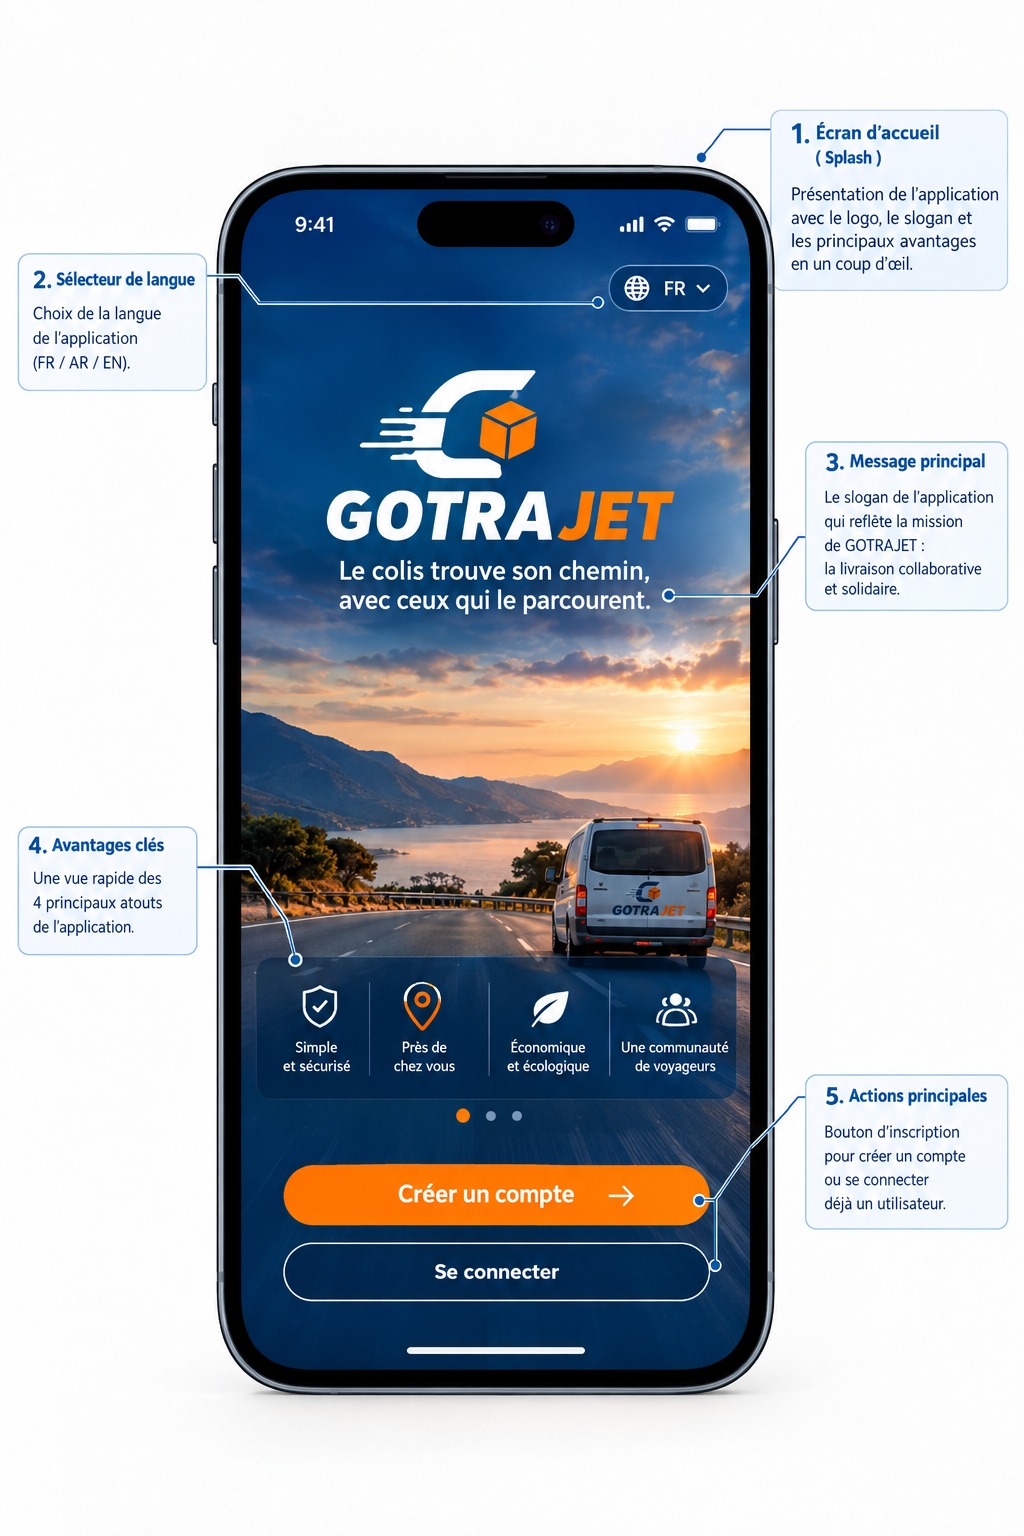 1. Écran d'accueil
( Splash )
Présentation de l'application
avec le logo, le slogan et
les principaux avantages
en un coup d'œil.
9:41
2. Sélecteur de langue
Choix de la langue
de l'application
(FR / AR / EN).
FR
GOTRAJET
Le colis trouve son chemin,
avec ceux qui le parcourent.
3. Message principal
Le slogan de l'application
qui reflête la mission
de GOTRAJET :
la livraison collaborative
et solidaire.
4. Avantages clés
Une vue rapide des
4 principaux atouts
de l'application.
GOTRAJET
Simple
et sécurisé
Près de
chez vous
Économique
et écologique
Une communauté
de voyageurs
5. Actions principales
Bouton d'inscription
pour créer un compte
ou se connecter
déjà un utilisateur.
Créer un compte →
Se connecter